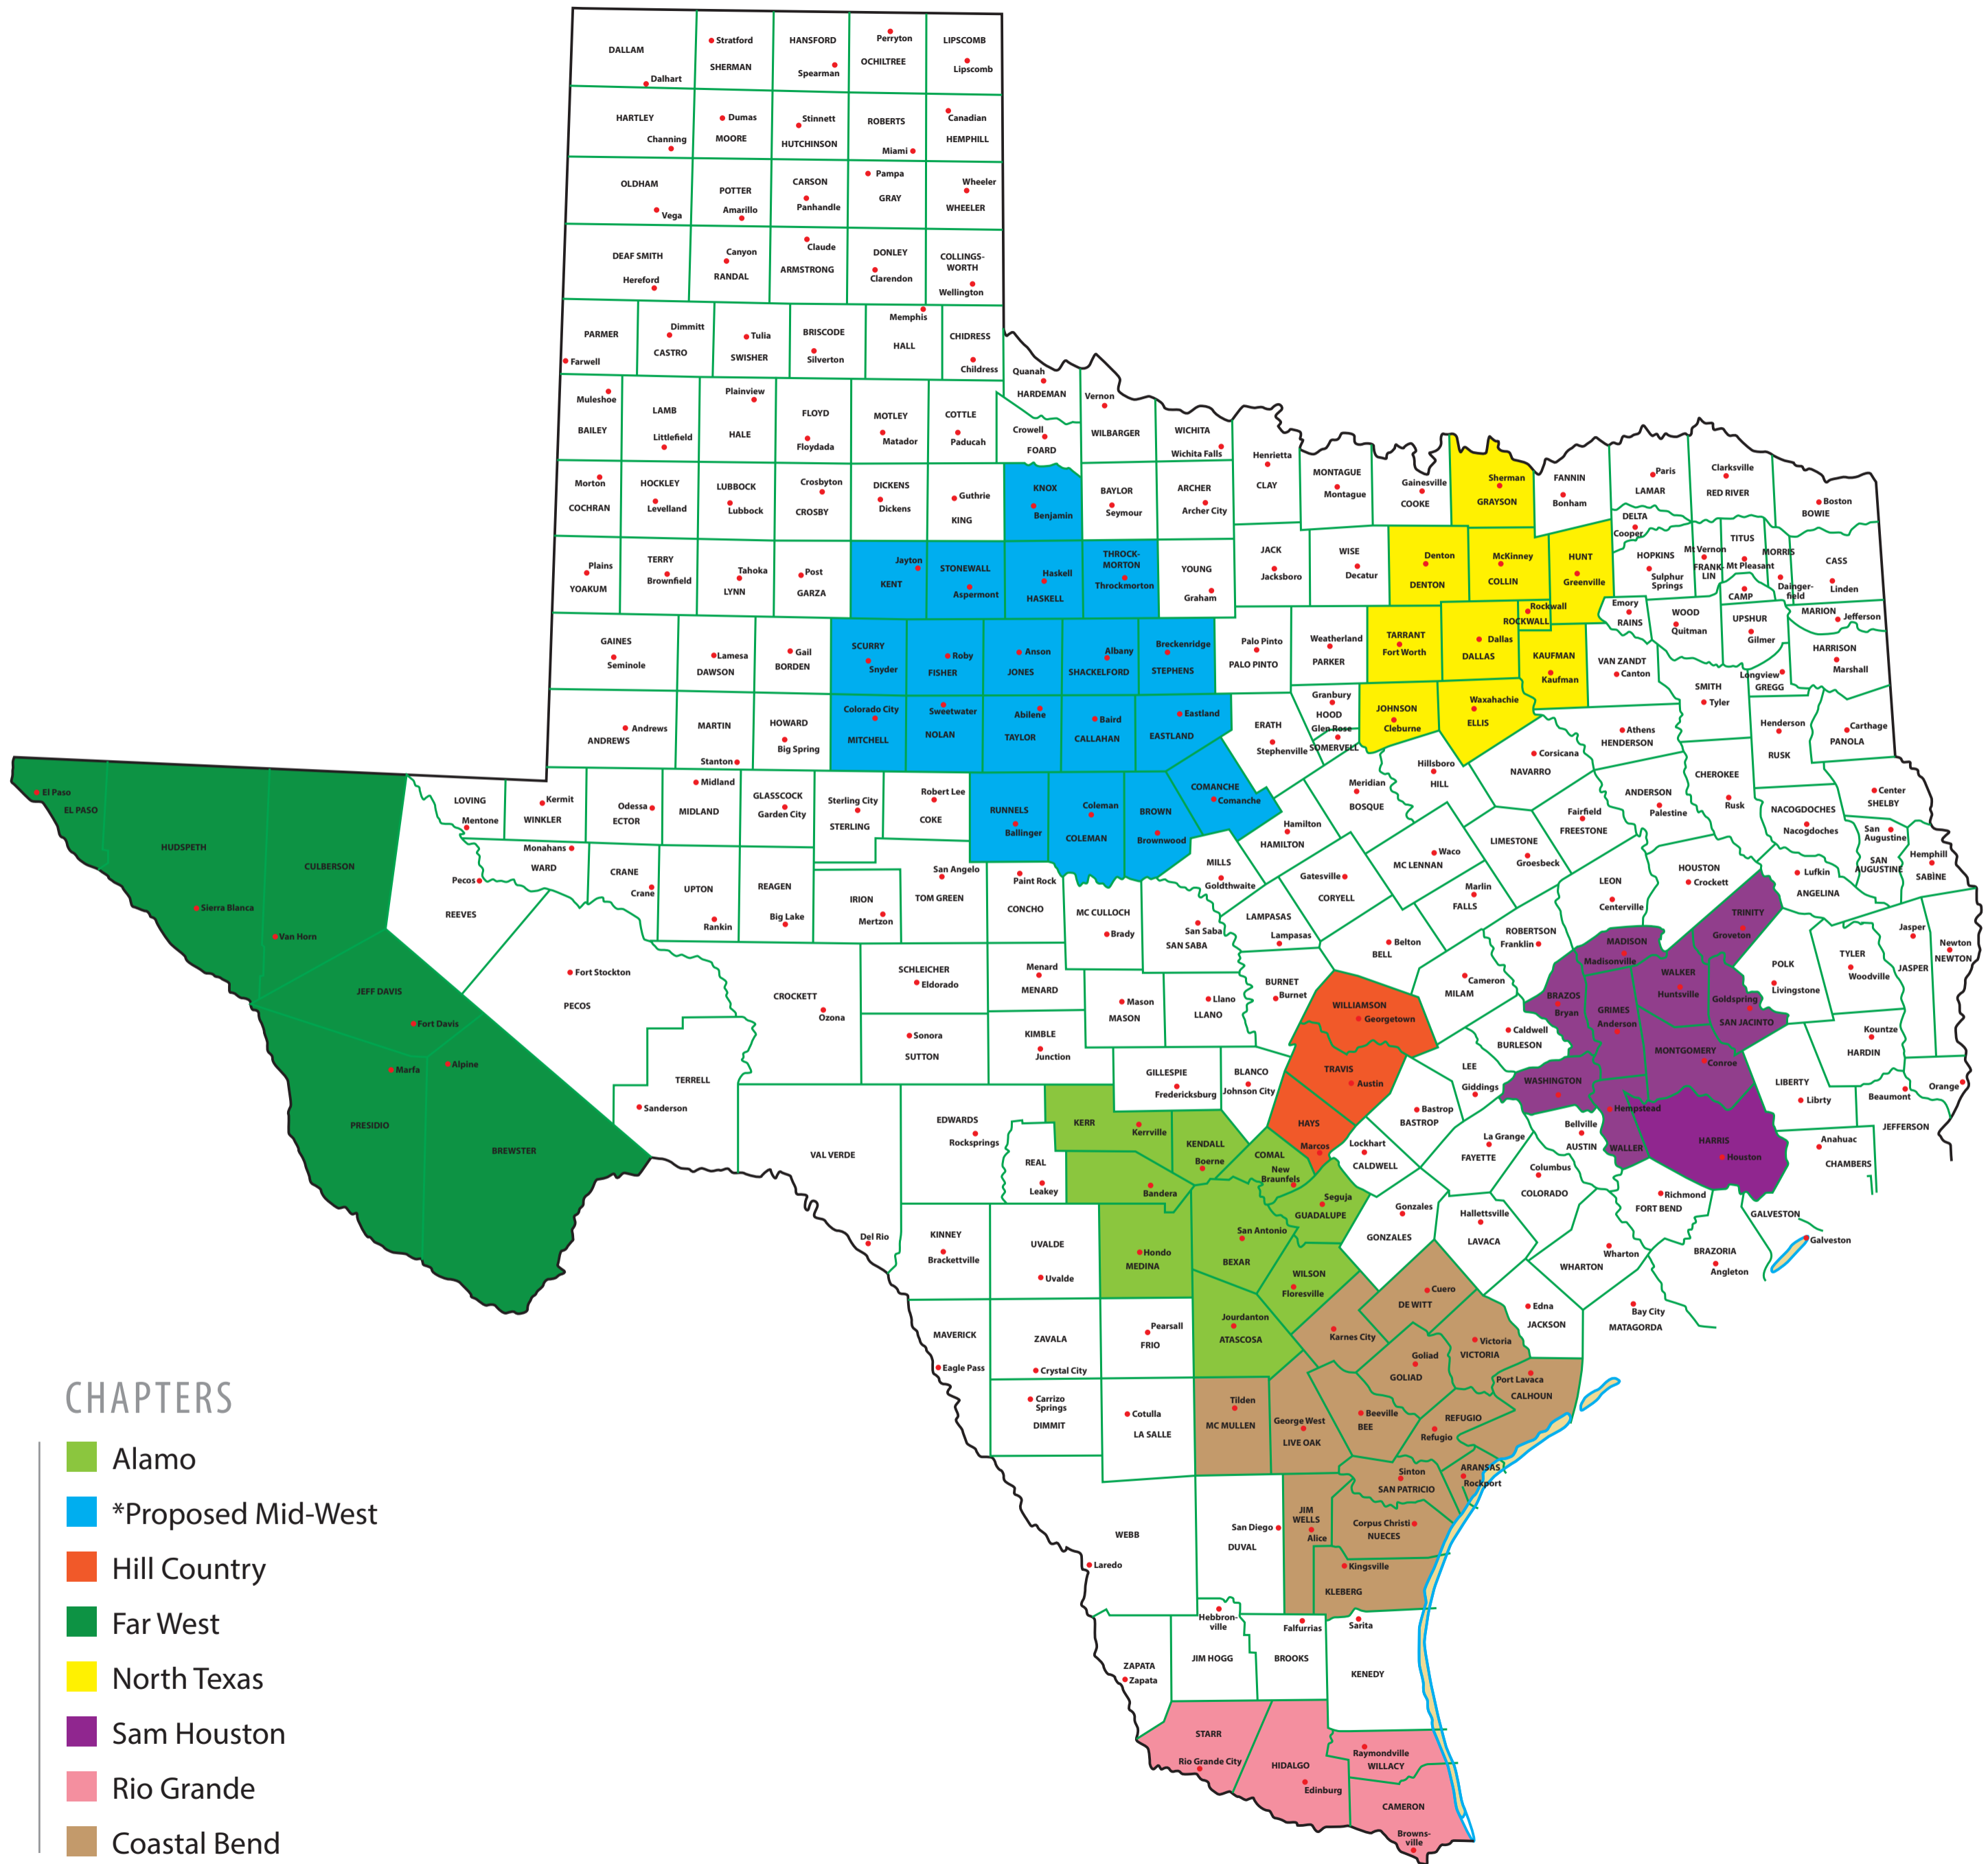 DALLAM
Dalhart
Stratford
SHERMAN
HANSFORD
Spearman
Perryton
OCHILTREE
LIPSCOMB
Lipscomb
HARTLEY
Channing
Dumas
MOORE
Stinnett
HUTCHINSON
ROBERTS
Miami
Canadian
HEMPHILL
OLDHAM
Vega
POTTER
Amarillo
CARSON
Panhandle
Pampa
GRAY
Wheeler
WHEELER
DEAF SMITH
Hereford
Canyon
RANDAL
Claude
ARMSTRONG
DONLEY
Clarendon
COLLINGS-
WORTH
Wellington
PARMER
Farwell
Dimmitt
CASTRO
Tulia
SWISHER
BRISCODE
Silverton
Memphis
HALL
CHIDRESS
Childress
Quanah
HARDEMAN
Muleshoe
BAILEY
LAMB
Littlefield
Plainview
HALE
FLOYD
Floydada
MOTLEY
Matador
COTTLE
Paducah
Crowell
FOARD
Vernon
WILBARGER
WICHITA
Wichita Falls
Morton
COCHRAN
HOCKLEY
Levelland
LUBBOCK
Lubbock
Crosbyton
CROSBY
DICKENS
Dickens
Guthrie
KING
KNOX
Benjamin
BAYLOR
Seymour
ARCHER
Archer City
Henrietta
CLAY
MONTAGUE
Montague
Gainesville
COOKE
Sherman
GRAYSON
FANNIN
Bonham
Paris
LAMAR
Clarksville
RED RIVER
Boston
BOWIE
Plains
YOAKUM
TERRY
Brownfield
Tahoka
LYNN
Post
GARZA
Jayton
KENT
STONEWALL
Aspermont
Haskell
HASKELL
THROCK-
MORTON
Throckmorton
YOUNG
Graham
JACK
Jacksboro
WISE
Decatur
Denton
DENTON
McKinney
COLLIN
HUNT
Greenville
DELTA
Cooper
HOPKINS
Sulphur
Springs
Mt Vernon
FRANK-
LIN
TITUS
Mt Pleasant
MORRIS
Dainger-
field
CASS
Linden
CAMP
MARION
Jefferson
GAINES
Seminole
Lamesa
DAWSON
Gail
BORDEN
SCURRY
Snyder
Roby
FISHER
Anson
JONES
Albany
SHACKELFORD
Breckenridge
STEPHENS
Palo Pinto
PALO PINTO
Weatherland
PARKER
TARRANT
Fort Worth
Dallas
DALLAS
Rockwall
ROCKWALL
KAUFMAN
Kaufman
Emory
RAINS
WOOD
Quitman
UPSHUR
Gilmer
HARRISON
Marshall
VAN ZANDT
Canton
SMITH
Tyler
Longview
GREGG
Andrews
ANDREWS
MARTIN
Stanton
HOWARD
Big Spring
Colorado City
MITCHELL
Sweetwater
NOLAN
Abilene
TAYLOR
Baird
CALLAHAN
Eastland
EASTLAND
ERATH
Stephenville
Granbury
HOOD
Glen Rose
SOMERVELL
JOHNSON
Cleburne
Waxahachie
ELLIS
Corsicana
NAVARRO
Athens
HENDERSON
Henderson
RUSK
Carthage
PANOLA
El Paso
EL PASO
HUDSPETH
Sierra Blanca
CULBERSON
Van Horn
LOVING
Mentone
Kermit
WINKLER
Odessa
ECTOR
Midland
MIDLAND
GLASSCOCK
Garden City
Sterling City
STERLING
Robert Lee
COKE
RUNNELS
Ballinger
Coleman
COLEMAN
BROWN
Brownwood
COMANCHE
Comanche
Hamilton
HAMILTON
Meridian
BOSQUE
Hillsboro
HILL
Fairfield
FREESTONE
ANDERSON
Palestine
CHEROKEE
Rusk
NACOGDOCHES
Nacogdoches
Center
SHELBY
San
Augustine
SAN
AUGUSTINE
Hemphill
SABINE
Pecos
REEVES
Monahans
WARD
CRANE
Crane
UPTON
Rankin
REAGEN
Big Lake
IRION
Mertzon
San Angelo
TOM GREEN
Paint Rock
CONCHO
MC CULLOCH
Brady
San Saba
SAN SABA
MILLS
Goldthwaite
LAMPASAS
Lampasas
Gatesville
CORYELL
Waco
MC LENNAN
LIMESTONE
Groesbeck
Marlin
FALLS
LEON
Centerville
HOUSTON
Crockett
Lufkin
ANGELINA
Fort Stockton
PECOS
CROCKETT
Ozona
SCHLEICHER
Eldorado
Menard
MENARD
Mason
MASON
Llano
LLANO
BURNET
Burnet
Belton
BELL
Cameron
MILAM
ROBERTSON
Franklin
MADISON
Madisonville
TRINITY
Groveton
WALKER
Huntsville
POLK
Livingstone
TYLER
Woodville
Jasper
JASPER
Newton
NEWTON
JEFF DAVIS
Fort Davis
Marfa
PRESIDIO
Alpine
BREWSTER
TERRELL
Sanderson
Sonora
SUTTON
KIMBLE
Junction
GILLESPIE
Fredericksburg
BLANCO
Johnson City
WILLIAMSON
Georgetown
TRAVIS
Austin
HAYS
Marcos
Caldwell
BURLESON
BRAZOS
Bryan
GRIMES
Anderson
Goldspring
SAN JACINTO
MONTGOMERY
Conroe
WASHINGTON
LEE
Giddings
Bastrop
BASTROP
Lockhart
CALDWELL
La Grange
FAYETTE
Bellville
AUSTIN
Hempstead
WALLER
HARRIS
Houston
LIBERTY
Librty
Kountze
HARDIN
Orange
Beaumont
JEFFERSON
Anahuac
CHAMBERS
VAL VERDE
Del Rio
EDWARDS
Rocksprings
REAL
Leakey
KERR
Kerrville
Bandera
KENDALL
Boerne
COMAL
New
Braunfels
Seguja
GUADALUPE
Gonzales
GONZALES
Hallettsville
LAVACA
Columbus
COLORADO
Richmond
FORT BEND
GALVESTON
Galveston
BRAZORIA
Angleton
Wharton
WHARTON
Bay City
MATAGORDA
Edna
JACKSON
KINNEY
Brackettville
UVALDE
Uvalde
Hondo
MEDINA
San Antonio
BEXAR
WILSON
Floresville
Jourdanton
ATASCOSA
Karnes City
Cuero
DE WITT
Victoria
VICTORIA
Goliad
GOLIAD
Port Lavaca
CALHOUN
MAVERICK
Eagle Pass
ZAVALA
Crystal City
Pearsall
FRIO
Carrizo
Springs
DIMMIT
Cotulla
LA SALLE
Tilden
MC MULLEN
George West
LIVE OAK
Beeville
BEE
REFUGIO
Refugio
ARANSAS
Rockport
Sinton
SAN PATRICIO
WEBB
Laredo
San Diego
DUVAL
JIM
WELLS
Alice
Corpus Christi
NUECES
Kingsville
KLEBERG
Hebbron-
ville
JIM HOGG
Falfurrias
BROOKS
Sarita
KENEDY
ZAPATA
Zapata
STARR
Rio Grande City
HIDALGO
Edinburg
Raymondville
WILLACY
CAMERON
Browns-
ville
CHAPTERS
Alamo
*Proposed Mid-West
Hill Country
Far West
North Texas
Sam Houston
Rio Grande
Coastal Bend